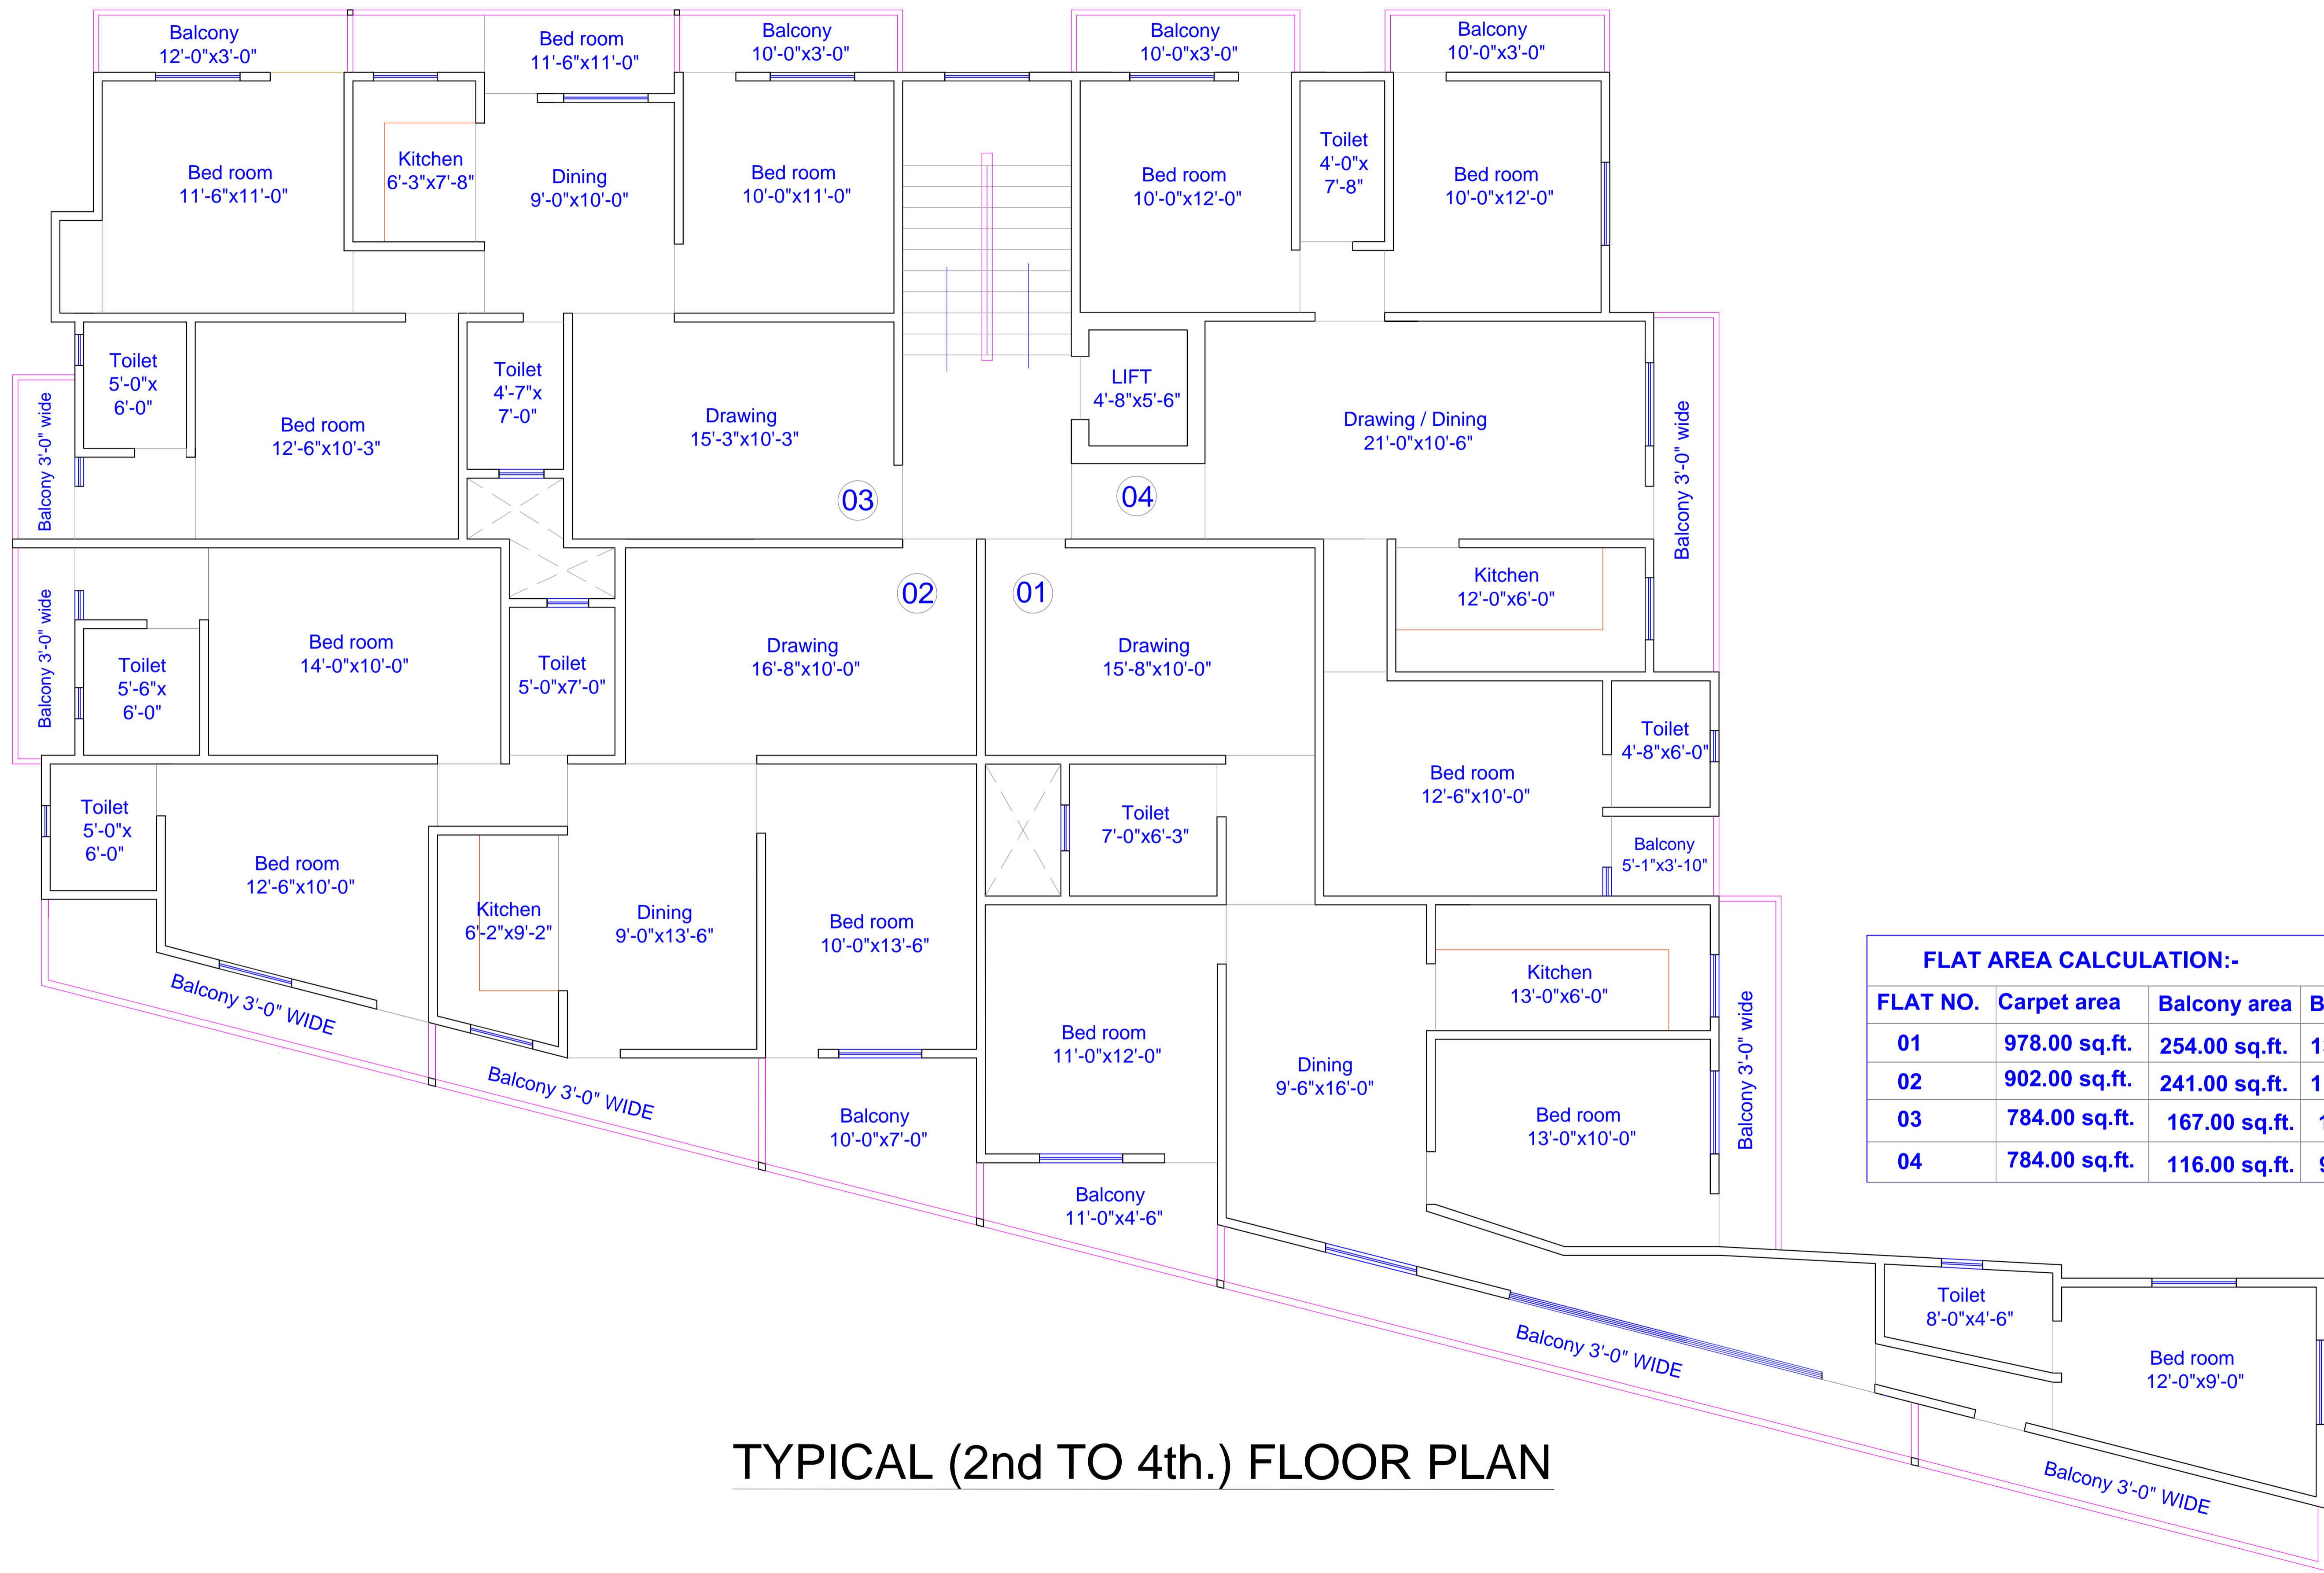 Balcony
12'-0"x3'-0"
Bed room
11'-6"x11'-0"
Balcony
10'-0"x3'-0"
Balcony
10'-0"x3'-0"
Balcony
10'-0"x3'-0"
Bed room
11'-6"x11'-0"
Kitchen
6'-3"x7'-8"
Dining
9'-0"x10'-0"
Bed room
10'-0"x11'-0"
Bed room
10'-0"x12'-0"
Toilet
4'-0"x
7'-8"
Bed room
10'-0"x12'-0"
Toilet
5'-0"x
6'-0"
Balcony 3'-0" wide
Bed room
12'-6"x10'-3"
Toilet
4'-7"x
7'-0"
Drawing
15'-3"x10'-3"
LIFT
4'-8"x5'-6"
Drawing / Dining
21'-0"x10'-6"
Balcony 3'-0" wide
03
04
02
01
Kitchen
12'-0"x6'-0"
Balcony 3'-0" wide
Toilet
5'-6"x
6'-0"
Bed room
14'-0"x10'-0"
Toilet
5'-0"x7'-0"
Drawing
16'-8"x10'-0"
Drawing
15'-8"x10'-0"
Bed room
12'-6"x10'-0"
Toilet
4'-8"x6'-0"
Balcony
5'-1"x3'-10"
Toilet
5'-0"x
6'-0"
Bed room
12'-6"x10'-0"
Kitchen
6'-2"x9'-2"
Dining
9'-0"x13'-6"
Bed room
10'-0"x13'-6"
Toilet
7'-0"x6'-3"
Kitchen
13'-0"x6'-0"
Balcony 3'-0" WIDE
Balcony 3'-0" WIDE
Balcony
10'-0"x7'-0"
Bed room
11'-0"x12'-0"
Dining
9'-6"x16'-0"
Bed room
13'-0"x10'-0"
Balcony 3'-0" wide
Balcony
11'-0"x4'-6"
FLAT AREA CALCULATION:-
FLAT NO. Carpet area Balcony area B
01 978.00 sq.ft. 254.00 sq.ft. 1
02 902.00 sq.ft. 241.00 sq.ft. 1
03 784.00 sq.ft. 167.00 sq.ft. 1
04 784.00 sq.ft. 116.00 sq.ft. 9
Toilet
8'-0"x4'-6"
Bed room
12'-0"x9'-0"
Balcony 3'-0" WIDE
Balcony 3'-0" WIDE
TYPICAL (2nd TO 4th.) FLOOR PLAN